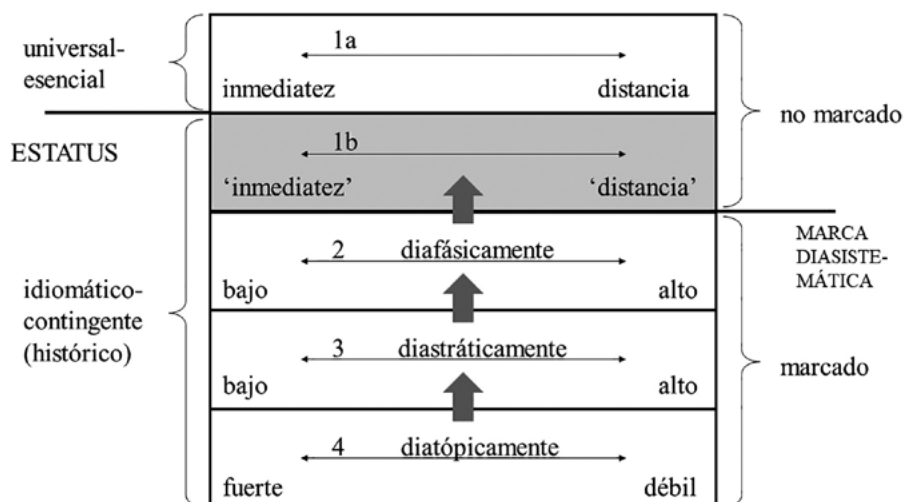 universal-
esencial
1a
inmediatez distancia
no marcado
ESTATUS
1b
‘inmediatez’ ‘distancia’
MARCA
DIASISTE-
MÁTICA
2 diafásicamente
bajo alto
idiomático-
contingente
(histórico)
3 diastráticamente
bajo alto
marcado
4 diatópicamente
fuerte débil